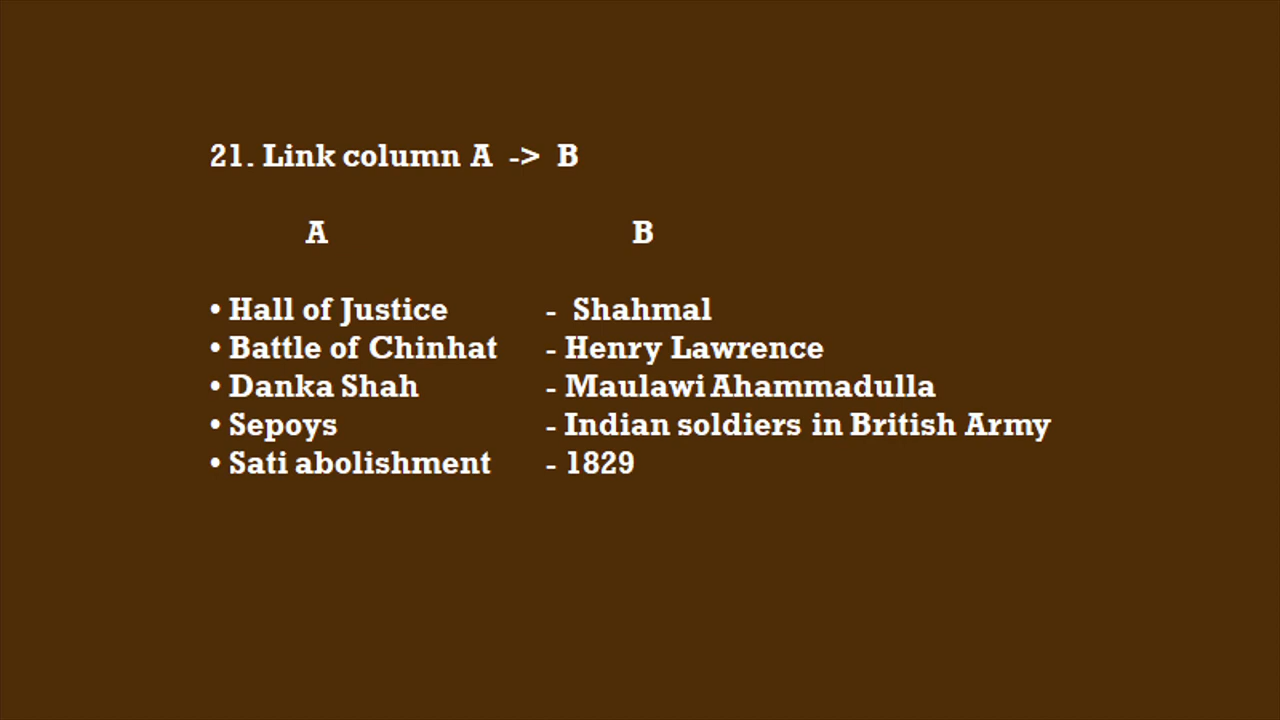 21. Link column A -> B
A B
• Hall of Justice - Shahmal
• Battle of Chinhat - Henry Lawrence
• Danka Shah - Maulawi Ahammadulla
• Sepoys - Indian soldiers in British Army
• Sati abolishment - 1829